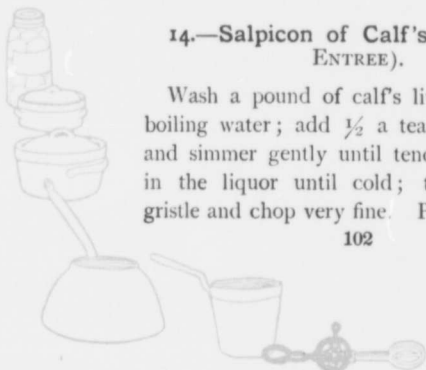 14.—Salpicon of Calf's
ENTREE).
Wash a pound of calf's li
boiling water; add ½ a tea
and simmer gently until tend
in the liquor until cold; t
gristle and chop very fine. P
102